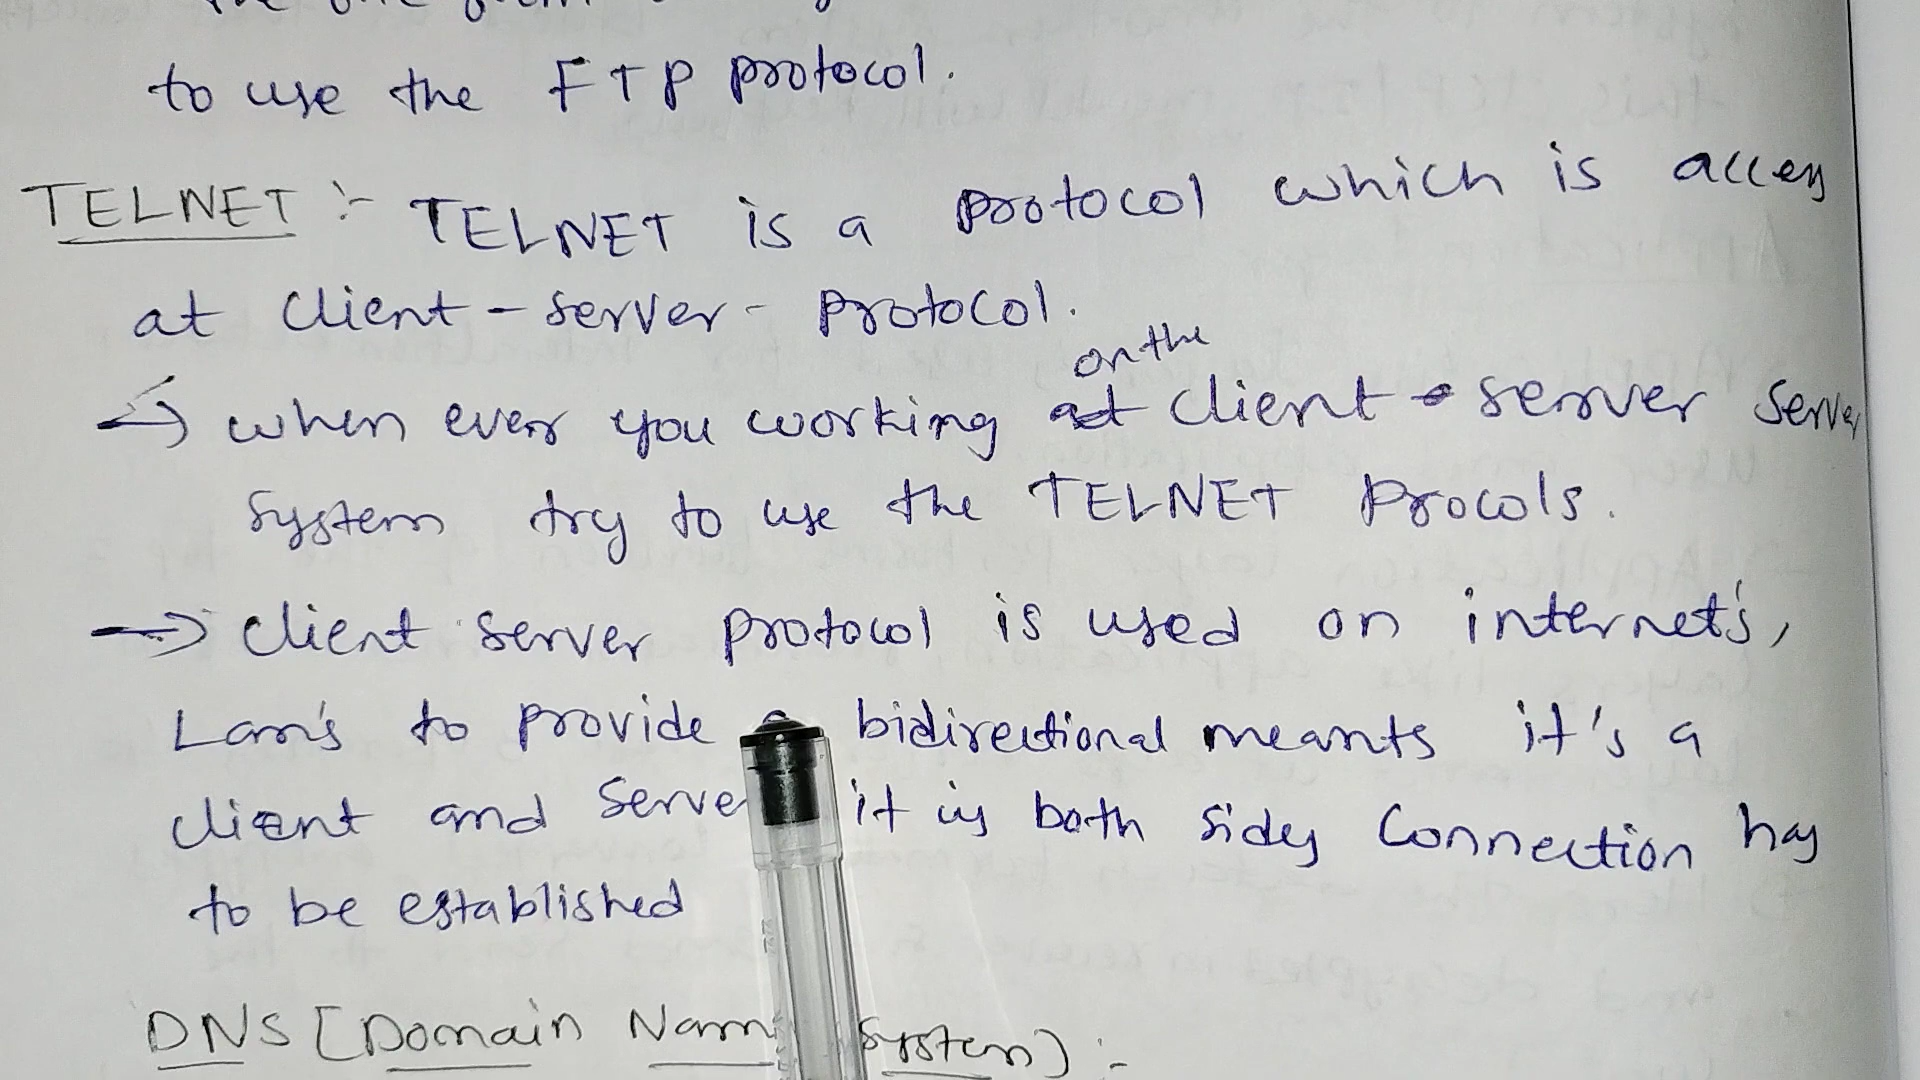 to use the FTP protocol.
TELNET :- TELNET is a protocol which is access
at client - server - protocol.
on the
→ when ever you working at client server server
system try to use the TELNET Procols.
→ client server protocol is used on internet's,
Lan's to provide bidirectional meants it's a
client and serve it is both sides Connection has
to be established
DNS [Domain Nam System] :-